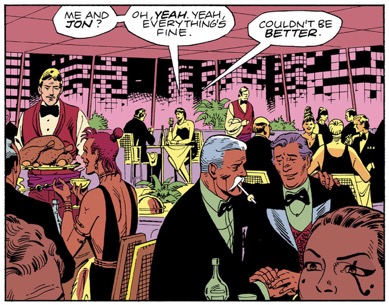 ME AND
JON?
OH, YEAH. YEAH,
EVERYTHING'S
FINE.
COULDN'T BE
BETTER.